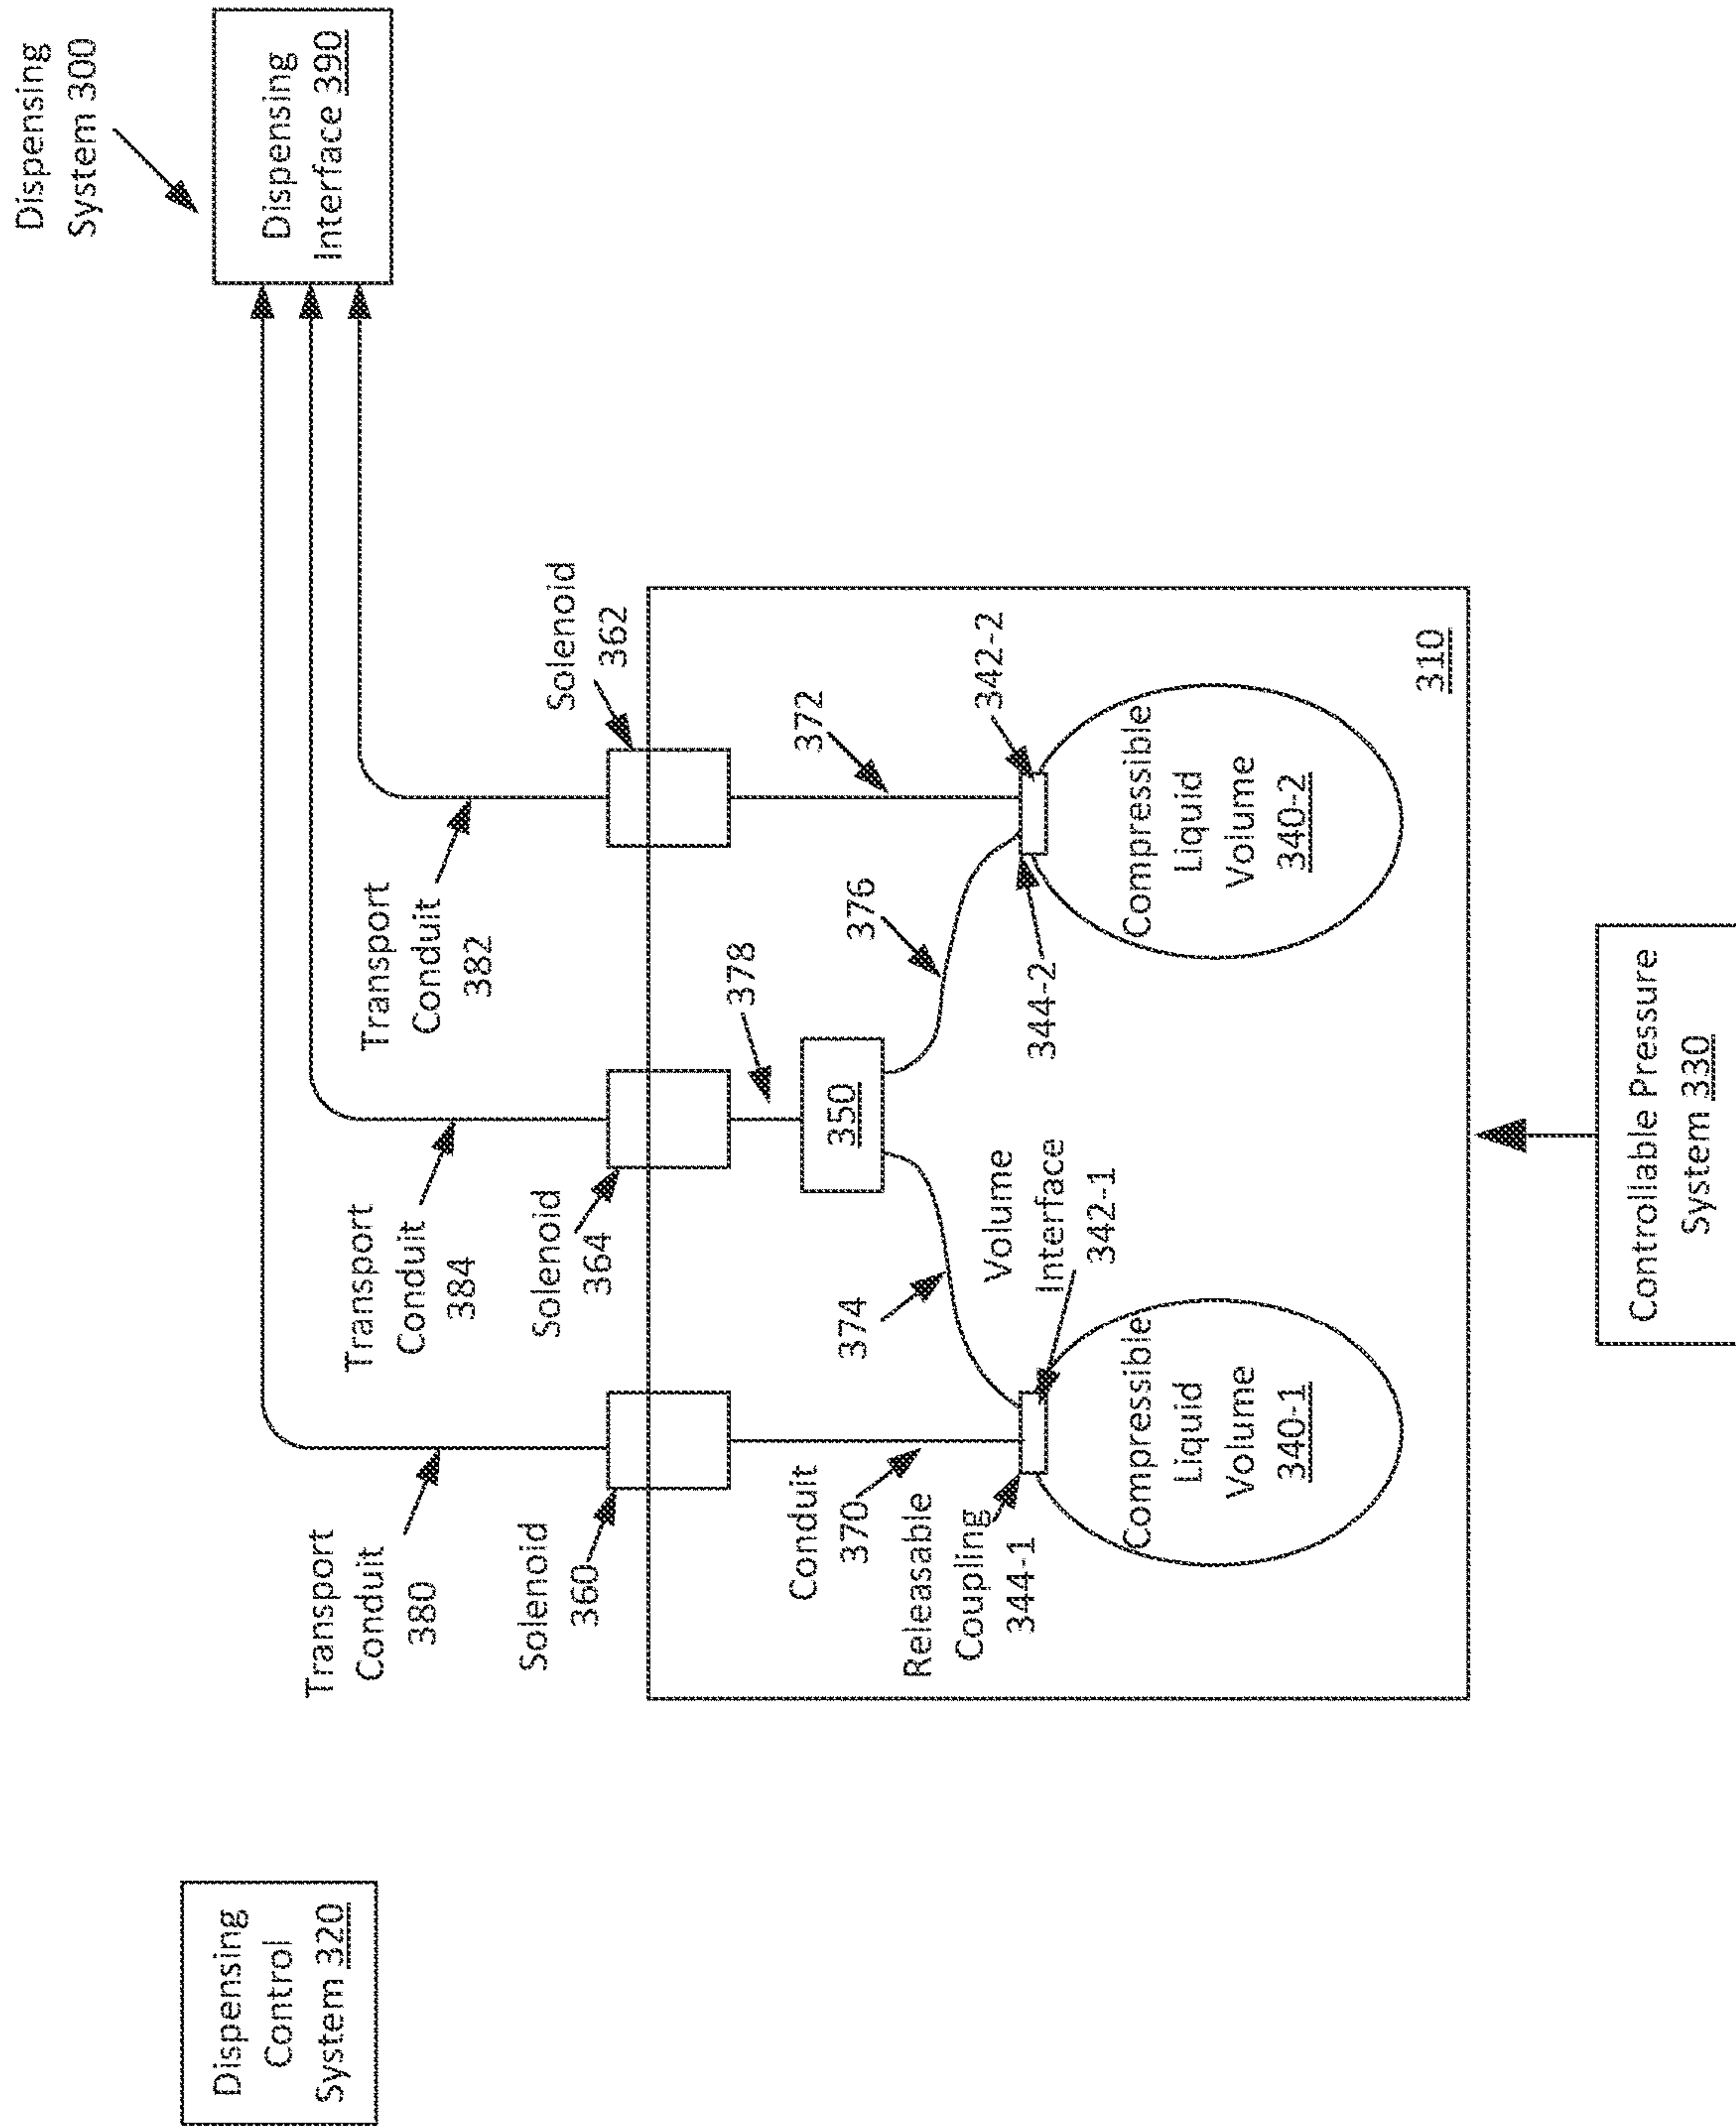 Dispensing
System 300
Dispensing
Control
System 320
Dispensing
Interface 390
Transport
Conduit
380
Transport
Conduit
384
Transport
Conduit
382
Solenoid
360
Solenoid
364
Solenoid
362
Conduit
370
Releasable
Coupling
344-1
374
378
350
376
372
Volume
Interface
342-1
344-2
342-2
Compressible
Liquid
Volume
340-1
Compressible
Liquid
Volume
340-2
310
Controllable Pressure
System 330